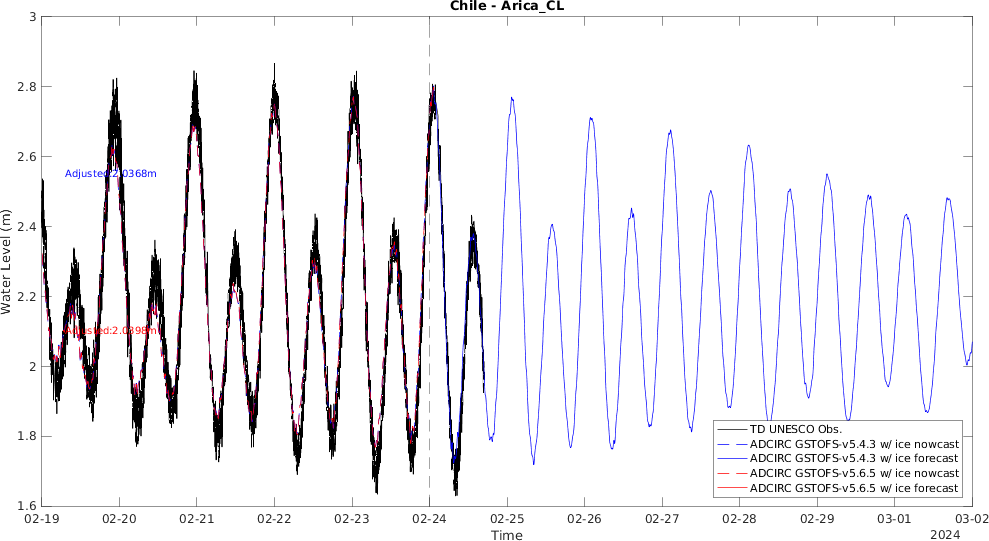 Chile - Arica_CL
3
2.8
2.6
2.4
2.2
2
1.8
1.6
Water Level (m)
Adjusted:2.0368m
Adjusted:2.0398m
TD UNESCO Obs.
ADCIRC GSTOFS-v5.4.3 w/ ice nowcast
ADCIRC GSTOFS-v5.4.3 w/ ice forecast
ADCIRC GSTOFS-v5.6.5 w/ ice nowcast
ADCIRC GSTOFS-v5.6.5 w/ ice forecast
02-19 02-20 02-21 02-22 02-23 02-24 02-25 02-26 02-27 02-28 02-29 03-01 03-02
Time
2024